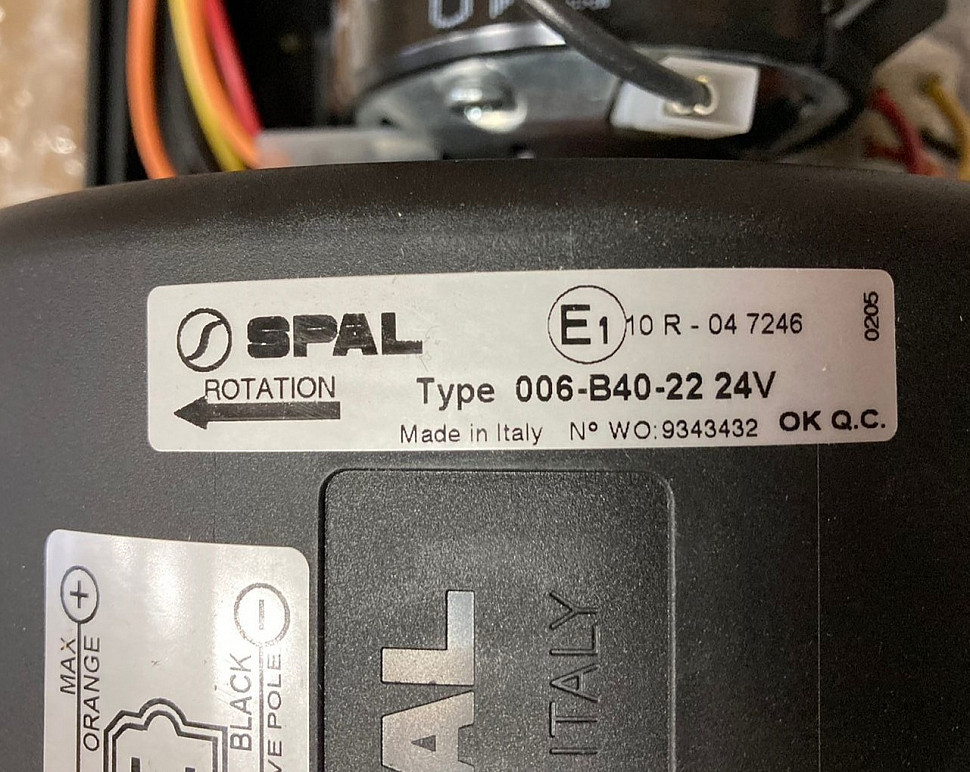 SPAL
E1 10 R - 04 7246
0205
ROTATION
Type 006-B40-22 24V
Made in Italy N° WO:9343432 OK Q.C.
MAX +
ORANGE
BLACK −
ITALY